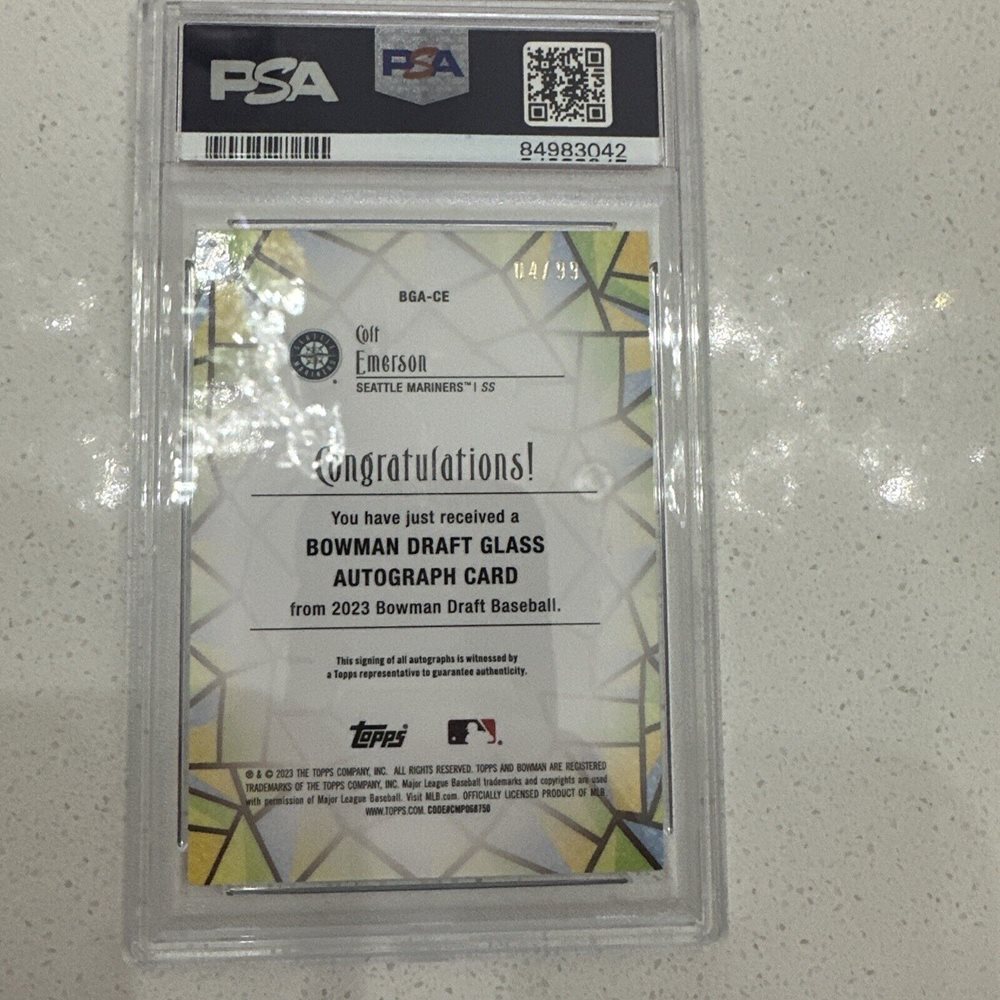 PSA
PSA
84983042
04/99
BGA-CE
Colt
Emerson
SEATTLE MARINERS™ | SS
Congratulations!
You have just received a
BOWMAN DRAFT GLASS
AUTOGRAPH CARD
from 2023 Bowman Draft Baseball.
This signing of all autographs is witnessed by
a Topps representative to guarantee authenticity.
topps®
® & © 2023 THE TOPPS COMPANY, INC. ALL RIGHTS RESERVED. TOPPS AND BOWMAN ARE REGISTERED
TRADEMARKS OF THE TOPPS COMPANY, INC. Major League Baseball trademarks and copyrights are used
with permission of Major League Baseball. Visit MLB.com. OFFICIALLY LICENSED PRODUCT OF MLB
WWW.TOPPS.COM. CODE#CMP068750